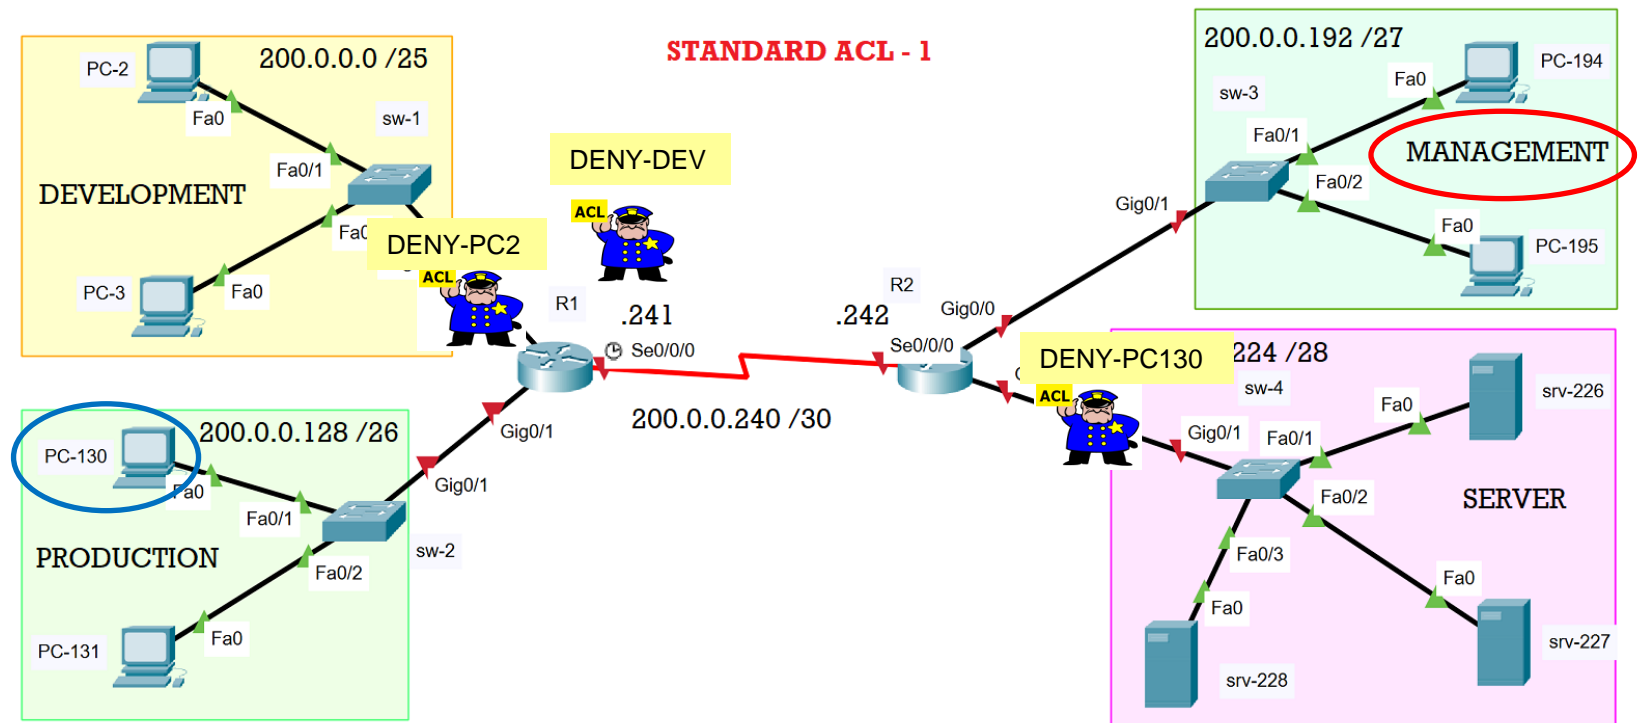 STANDARD ACL - 1
200.0.0.0 /25
PC-2
Fa0
sw-1
Fa0/1
DEVELOPMENT
DENY-PC2
ACL
PC-3
Fa0
DENY-DEV
ACL
R1
.241
Se0/0/0
200.0.0.240 /30
.242
R2
Se0/0/0
Gig0/0
Gig0/1
200.0.0.192 /27
PC-194
Fa0
sw-3
Fa0/1
MANAGEMENT
Fa0/2
Fa0
PC-195
200.0.0.128 /26
PC-130
Fa0
Fa0/1
Gig0/1
Gig0/1
PRODUCTION
Fa0/2
sw-2
Fa0
PC-131
DENY-PC130
ACL
224 /28
sw-4
Gig0/1
Fa0/1
Fa0
srv-226
Fa0/2
SERVER
Fa0/3
Fa0
srv-228
Fa0
srv-227